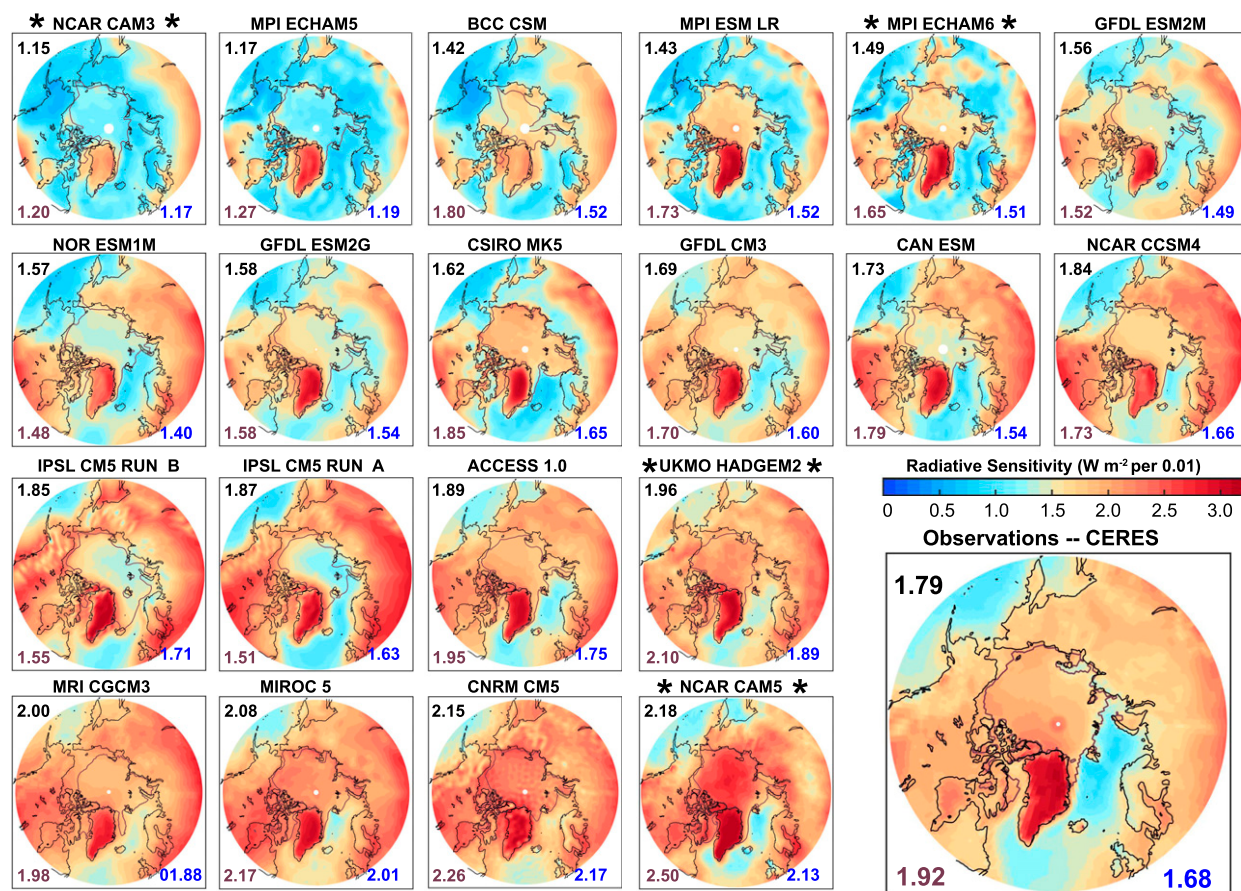 * NCAR CAM3 * MPI ECHAM5 BCC CSM MPI ESM LR * MPI ECHAM6 * GFDL ESM2M
1.15 1.17 1.42 1.43 1.49 1.56
1.20 1.17 1.27 1.19 1.80 1.52 1.73 1.52 1.65 1.51 1.52 1.49
NOR ESM1M GFDL ESM2G CSIRO MK5 GFDL CM3 CAN ESM NCAR CCSM4
1.57 1.58 1.62 1.69 1.73 1.84
1.48 1.40 1.58 1.54 1.85 1.65 1.70 1.60 1.79 1.54 1.73 1.66
IPSL CM5 RUN B IPSL CM5 RUN A ACCESS 1.0 *UKMO HADGEM2 *
1.85 1.87 1.89 1.96
1.55 1.71 1.51 1.63 1.95 1.75 2.10 1.89
Radiative Sensitivity (W m⁻² per 0.01)
0 0.5 1.0 1.5 2.0 2.5 3.0
Observations -- CERES
1.79
1.92 1.68
MRI CGCM3 MIROC 5 CNRM CM5 * NCAR CAM5 *
2.00 2.08 2.15 2.18
1.98 01.88 2.17 2.01 2.26 2.17 2.50 2.13